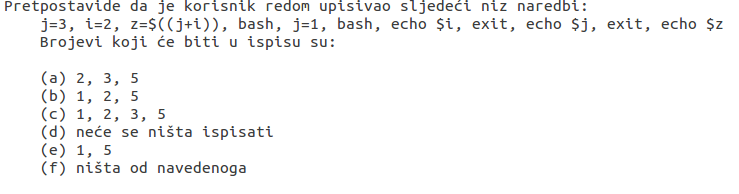 Pretpostavide da je korisnik redom upisivao sljedeći niz naredbi:
j=3, i=2, z=$((j+i)), bash, j=1, bash, echo $i, exit, echo $j, exit, echo $z
Brojevi koji će biti u ispisu su:
(a) 2, 3, 5
(b) 1, 2, 5
(c) 1, 2, 3, 5
(d) neće se ništa ispisati
(e) 1, 5
(f) ništa od navedenoga